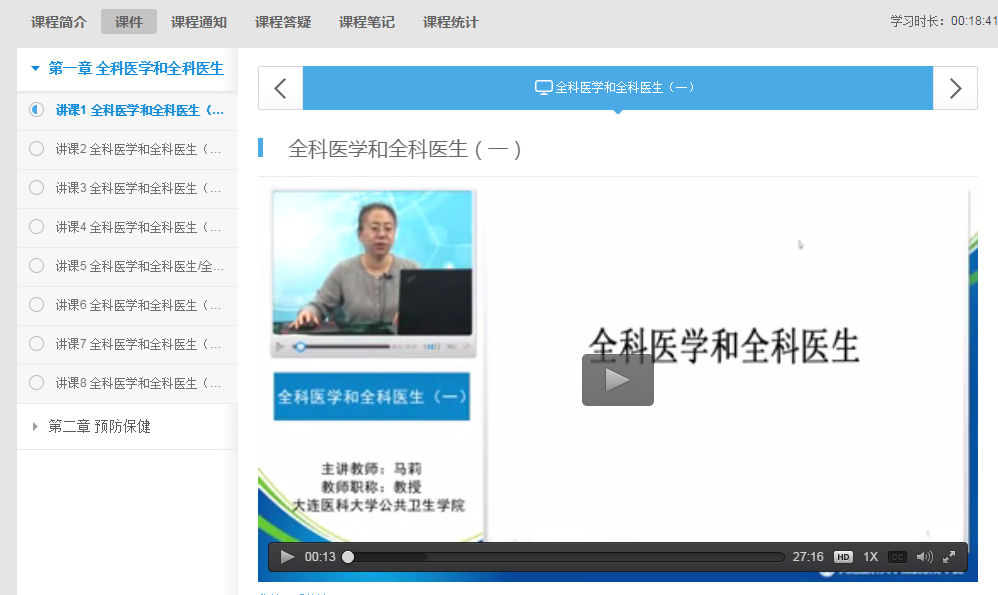 课程简介 课件 课程通知 课程答疑 课程笔记 课程统计 学习时长：00:18:41
第一章 全科医学和全科医生
讲课1 全科医学和全科医生（...
讲课2 全科医学和全科医生（...
讲课3 全科医学和全科医生（...
讲课4 全科医学和全科医生（...
讲课5 全科医学和全科医生/全...
讲课6 全科医学和全科医生（...
讲课7 全科医学和全科医生（...
讲课8 全科医学和全科医生（...
第二章 预防保健
全科医学和全科医生（一）
全科医学和全科医生（一）
全科医学和全科医生
全科医学和全科医生（一）
主讲教师：马莉
教师职称：教授
大连医科大学公共卫生学院
00:13 27:16 HD 1X CC